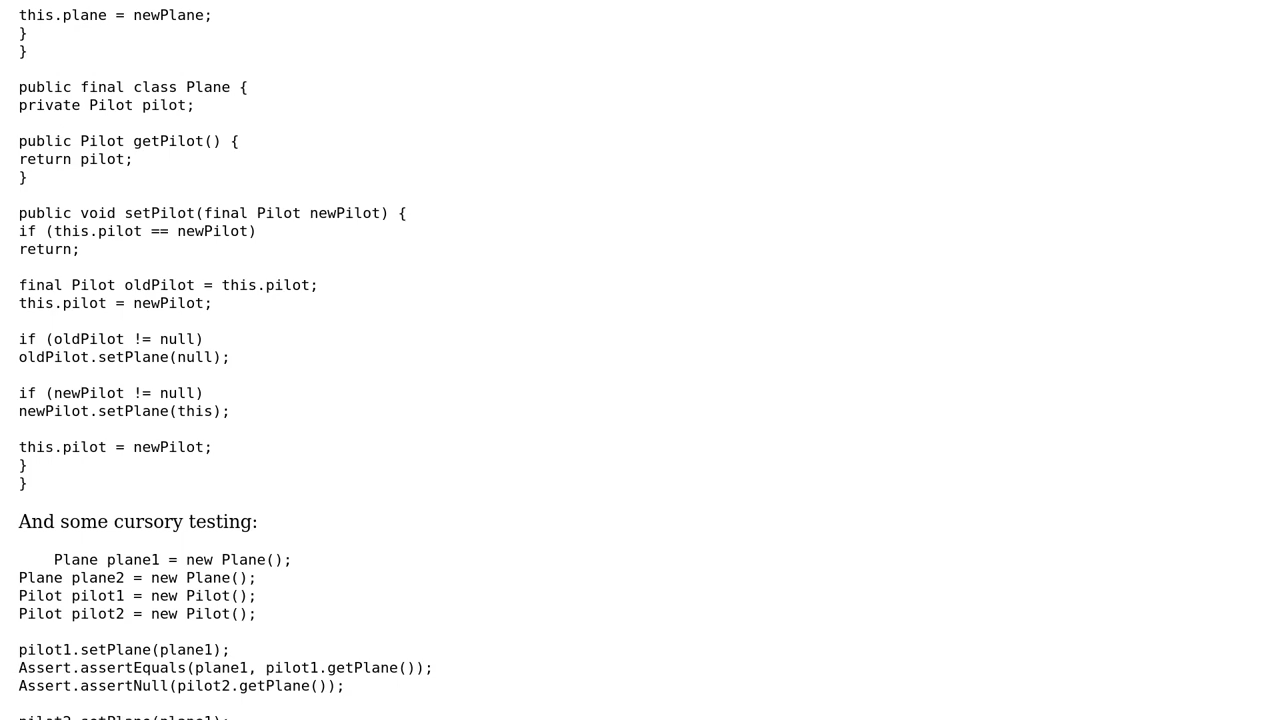 this.plane = newPlane;
}
}
public final class Plane {
private Pilot pilot;
public Pilot getPilot() {
return pilot;
}
public void setPilot(final Pilot newPilot) {
if (this.pilot == newPilot)
return;
final Pilot oldPilot = this.pilot;
this.pilot = newPilot;
if (oldPilot != null)
oldPilot.setPlane(null);
if (newPilot != null)
newPilot.setPlane(this);
this.pilot = newPilot;
}
}
And some cursory testing:
Plane plane1 = new Plane();
Plane plane2 = new Plane();
Pilot pilot1 = new Pilot();
Pilot pilot2 = new Pilot();
pilot1.setPlane(plane1);
Assert.assertEquals(plane1, pilot1.getPlane());
Assert.assertNull(pilot2.getPlane());
pilot2.setPlane(plane1);